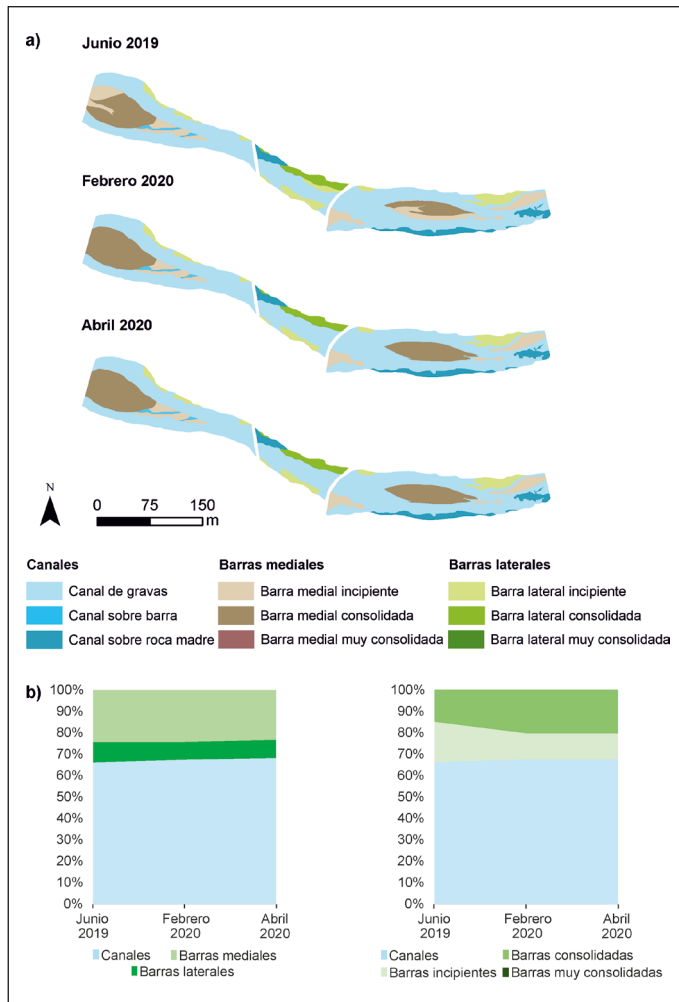 a)
Junio 2019
Febrero 2020
Abril 2020
N
0 75 150
m
Canales
Canal de gravas
Canal sobre barra
Canal sobre roca madre
Barras mediales
Barra medial incipiente
Barra medial consolidada
Barra medial muy consolidada
Barras laterales
Barra lateral incipiente
Barra lateral consolidada
Barra lateral muy consolidada
b)
100%
90%
80%
70%
60%
50%
40%
30%
20%
10%
0%
Junio Febrero Abril
2019 2020 2020
Canales Barras mediales
Barras laterales
100%
90%
80%
70%
60%
50%
40%
30%
20%
10%
0%
Junio Febrero Abril
2019 2020 2020
Canales Barras consolidadas
Barras incipientes Barras muy consolidadas